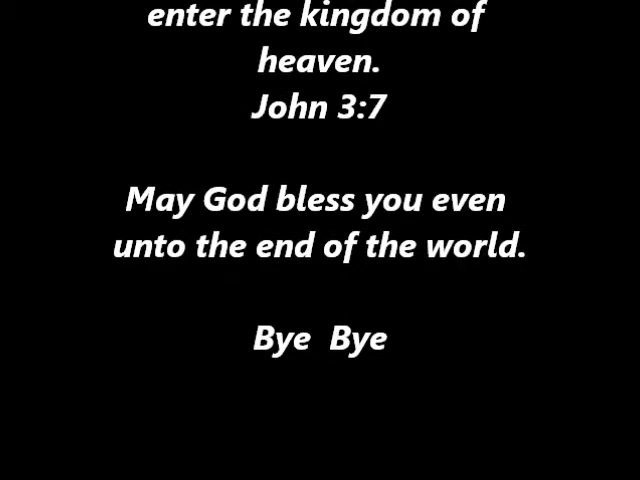 enter the kingdom of
heaven.
John 3:7
May God bless you even
unto the end of the world.
Bye  Bye